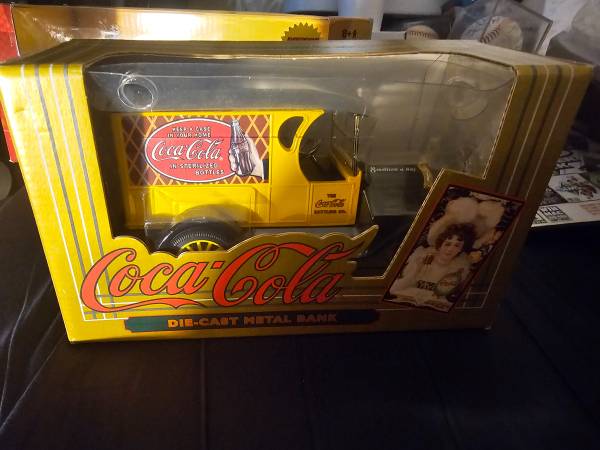 KEEP A CASE
IN YOUR HOME
Coca-Cola
IN STERILIZED
BOTTLES
THE
Coca-Cola
BOTTLING CO.
Coca-Cola
DIE-CAST METAL BANK